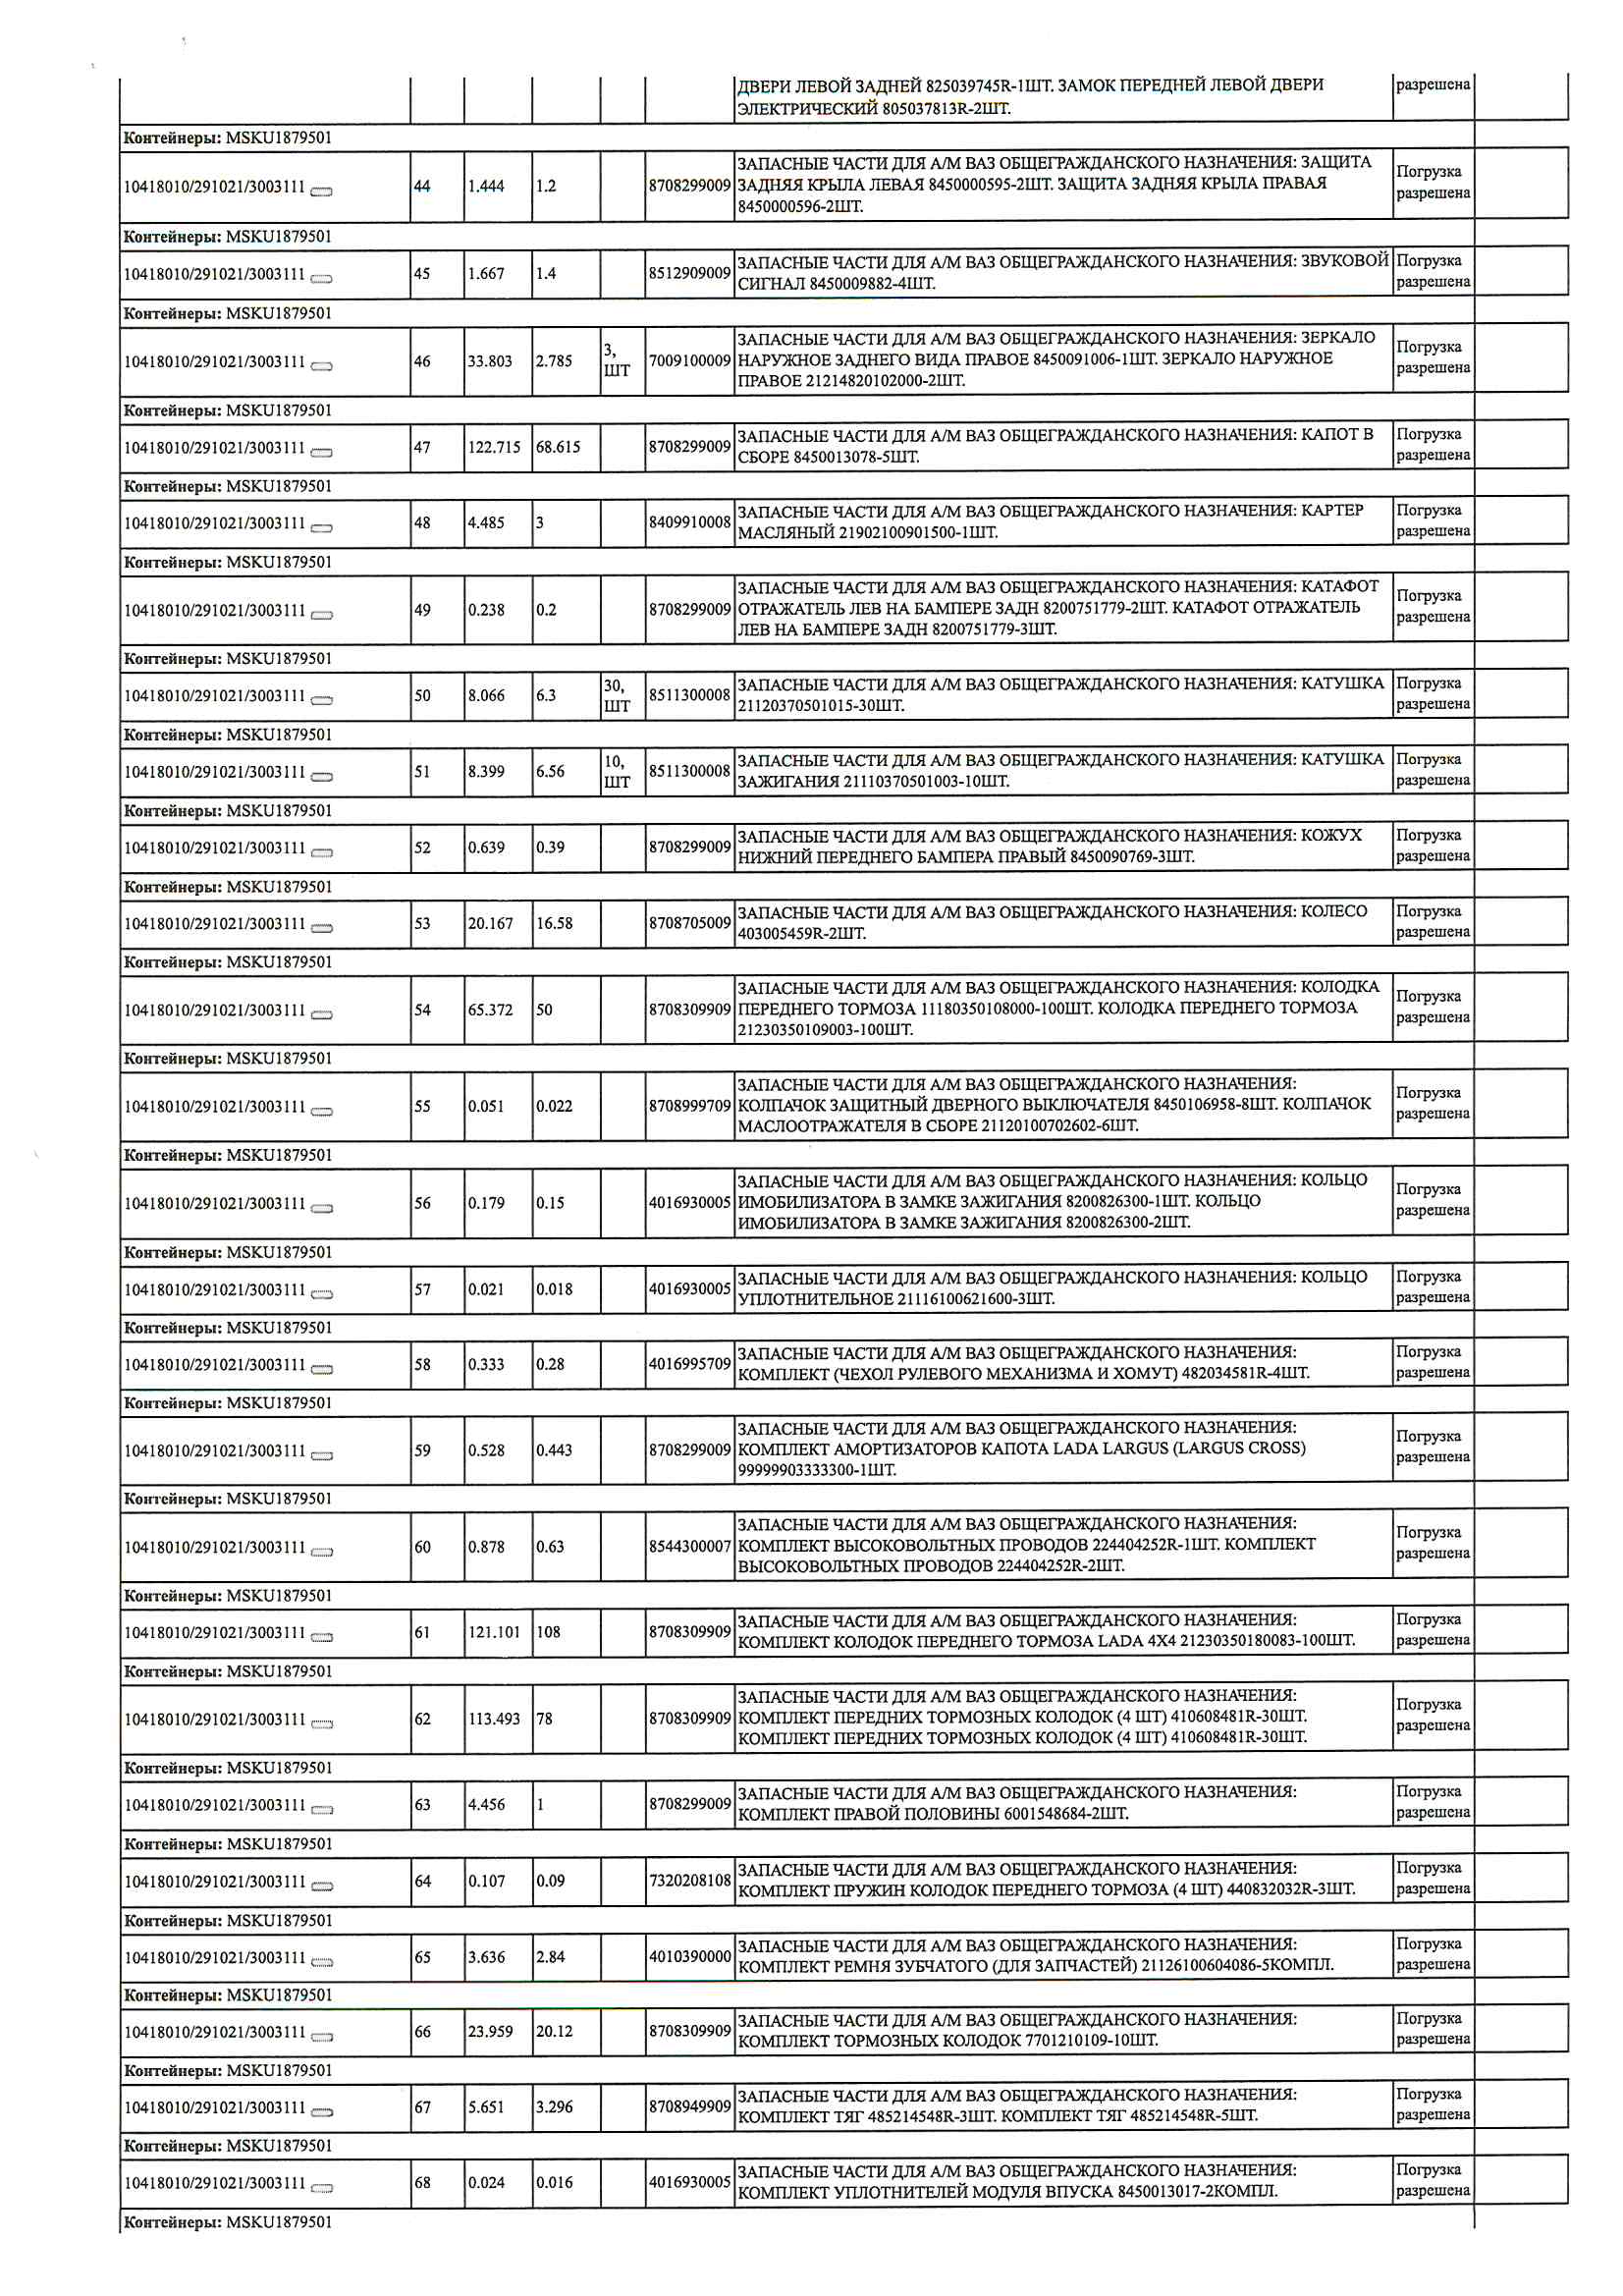 ДВЕРИ ЛЕВОЙ ЗАДНЕЙ 825039745R-1ШТ. ЗАМОК ПЕРЕДНЕЙ ЛЕВОЙ ДВЕРИ
ЭЛЕКТРИЧЕСКИЙ 805037813R-2ШТ.
разрешена
Контейнеры: MSKU1879501
10418010/291021/3003111 44 1.444 1.2 8708299009
ЗАПАСНЫЕ ЧАСТИ ДЛЯ А/М ВАЗ ОБЩЕГРАЖДАНСКОГО НАЗНАЧЕНИЯ: ЗАЩИТА
ЗАДНЯЯ КРЫЛА ЛЕВАЯ 8450000595-2ШТ. ЗАЩИТА ЗАДНЯЯ КРЫЛА ПРАВАЯ
8450000596-2ШТ.
Погрузка
разрешена
Контейнеры: MSKU1879501
10418010/291021/3003111 45 1.667 1.4 8512909009
ЗАПАСНЫЕ ЧАСТИ ДЛЯ А/М ВАЗ ОБЩЕГРАЖДАНСКОГО НАЗНАЧЕНИЯ: ЗВУКОВОЙ
СИГНАЛ 8450009882-4ШТ.
Погрузка
разрешена
Контейнеры: MSKU1879501
10418010/291021/3003111 46 33.803 2.785
3,
ШТ
7009100009
ЗАПАСНЫЕ ЧАСТИ ДЛЯ А/М ВАЗ ОБЩЕГРАЖДАНСКОГО НАЗНАЧЕНИЯ: ЗЕРКАЛО
НАРУЖНОЕ ЗАДНЕГО ВИДА ПРАВОЕ 8450091006-1ШТ. ЗЕРКАЛО НАРУЖНОЕ
ПРАВОЕ 21214820102000-2ШТ.
Погрузка
разрешена
Контейнеры: MSKU1879501
10418010/291021/3003111 47 122.715 68.615 8708299009
ЗАПАСНЫЕ ЧАСТИ ДЛЯ А/М ВАЗ ОБЩЕГРАЖДАНСКОГО НАЗНАЧЕНИЯ: КАПОТ В
СБОРЕ 8450013078-5ШТ.
Погрузка
разрешена
Контейнеры: MSKU1879501
10418010/291021/3003111 48 4.485 3 8409910008
ЗАПАСНЫЕ ЧАСТИ ДЛЯ А/М ВАЗ ОБЩЕГРАЖДАНСКОГО НАЗНАЧЕНИЯ: КАРТЕР
МАСЛЯНЫЙ 21902100901500-1ШТ.
Погрузка
разрешена
Контейнеры: MSKU1879501
10418010/291021/3003111 49 0.238 0.2 8708299009
ЗАПАСНЫЕ ЧАСТИ ДЛЯ А/М ВАЗ ОБЩЕГРАЖДАНСКОГО НАЗНАЧЕНИЯ: КАТАФОТ
ОТРАЖАТЕЛЬ ЛЕВ НА БАМПЕРЕ ЗАДН 8200751779-2ШТ. КАТАФОТ ОТРАЖАТЕЛЬ
ЛЕВ НА БАМПЕРЕ ЗАДН 8200751779-3ШТ.
Погрузка
разрешена
Контейнеры: MSKU1879501
10418010/291021/3003111 50 8.066 6.3
30,
ШТ
8511300008
ЗАПАСНЫЕ ЧАСТИ ДЛЯ А/М ВАЗ ОБЩЕГРАЖДАНСКОГО НАЗНАЧЕНИЯ: КАТУШКА
21120370501015-30ШТ.
Погрузка
разрешена
Контейнеры: MSKU1879501
10418010/291021/3003111 51 8.399 6.56
10,
ШТ
8511300008
ЗАПАСНЫЕ ЧАСТИ ДЛЯ А/М ВАЗ ОБЩЕГРАЖДАНСКОГО НАЗНАЧЕНИЯ: КАТУШКА
ЗАЖИГАНИЯ 21110370501003-10ШТ.
Погрузка
разрешена
Контейнеры: MSKU1879501
10418010/291021/3003111 52 0.639 0.39 8708299009
ЗАПАСНЫЕ ЧАСТИ ДЛЯ А/М ВАЗ ОБЩЕГРАЖДАНСКОГО НАЗНАЧЕНИЯ: КОЖУХ
НИЖНИЙ ПЕРЕДНЕГО БАМПЕРА ПРАВЫЙ 8450090769-3ШТ.
Погрузка
разрешена
Контейнеры: MSKU1879501
10418010/291021/3003111 53 20.167 16.58 8708705009
ЗАПАСНЫЕ ЧАСТИ ДЛЯ А/М ВАЗ ОБЩЕГРАЖДАНСКОГО НАЗНАЧЕНИЯ: КОЛЕСО
403005459R-2ШТ.
Погрузка
разрешена
Контейнеры: MSKU1879501
10418010/291021/3003111 54 65.372 50 8708309909
ЗАПАСНЫЕ ЧАСТИ ДЛЯ А/М ВАЗ ОБЩЕГРАЖДАНСКОГО НАЗНАЧЕНИЯ: КОЛОДКА
ПЕРЕДНЕГО ТОРМОЗА 11180350108000-100ШТ. КОЛОДКА ПЕРЕДНЕГО ТОРМОЗА
21230350109003-100ШТ.
Погрузка
разрешена
Контейнеры: MSKU1879501
10418010/291021/3003111 55 0.051 0.022 8708999709
ЗАПАСНЫЕ ЧАСТИ ДЛЯ А/М ВАЗ ОБЩЕГРАЖДАНСКОГО НАЗНАЧЕНИЯ:
КОЛПАЧОК ЗАЩИТНЫЙ ДВЕРНОГО ВЫКЛЮЧАТЕЛЯ 8450106958-8ШТ. КОЛПАЧОК
МАСЛООТРАЖАТЕЛЯ В СБОРЕ 21120100702602-6ШТ.
Погрузка
разрешена
Контейнеры: MSKU1879501
10418010/291021/3003111 56 0.179 0.15 4016930005
ЗАПАСНЫЕ ЧАСТИ ДЛЯ А/М ВАЗ ОБЩЕГРАЖДАНСКОГО НАЗНАЧЕНИЯ: КОЛЬЦО
ИМОБИЛИЗАТОРА В ЗАМКЕ ЗАЖИГАНИЯ 8200826300-1ШТ. КОЛЬЦО
ИМОБИЛИЗАТОРА В ЗАМКЕ ЗАЖИГАНИЯ 8200826300-2ШТ.
Погрузка
разрешена
Контейнеры: MSKU1879501
10418010/291021/3003111 57 0.021 0.018 4016930005
ЗАПАСНЫЕ ЧАСТИ ДЛЯ А/М ВАЗ ОБЩЕГРАЖДАНСКОГО НАЗНАЧЕНИЯ: КОЛЬЦО
УПЛОТНИТЕЛЬНОЕ 21116100621600-3ШТ.
Погрузка
разрешена
Контейнеры: MSKU1879501
10418010/291021/3003111 58 0.333 0.28 4016995709
ЗАПАСНЫЕ ЧАСТИ ДЛЯ А/М ВАЗ ОБЩЕГРАЖДАНСКОГО НАЗНАЧЕНИЯ:
КОМПЛЕКТ (ЧЕХОЛ РУЛЕВОГО МЕХАНИЗМА И ХОМУТ) 482034581R-4ШТ.
Погрузка
разрешена
Контейнеры: MSKU1879501
10418010/291021/3003111 59 0.528 0.443 8708299009
ЗАПАСНЫЕ ЧАСТИ ДЛЯ А/М ВАЗ ОБЩЕГРАЖДАНСКОГО НАЗНАЧЕНИЯ:
КОМПЛЕКТ АМОРТИЗАТОРОВ КАПОТА LADA LARGUS (LARGUS CROSS)
99999903333300-1ШТ.
Погрузка
разрешена
Контейнеры: MSKU1879501
10418010/291021/3003111 60 0.878 0.63 8544300007
ЗАПАСНЫЕ ЧАСТИ ДЛЯ А/М ВАЗ ОБЩЕГРАЖДАНСКОГО НАЗНАЧЕНИЯ:
КОМПЛЕКТ ВЫСОКОВОЛЬТНЫХ ПРОВОДОВ 224404252R-1ШТ. КОМПЛЕКТ
ВЫСОКОВОЛЬТНЫХ ПРОВОДОВ 224404252R-2ШТ.
Погрузка
разрешена
Контейнеры: MSKU1879501
10418010/291021/3003111 61 121.101 108 8708309909
ЗАПАСНЫЕ ЧАСТИ ДЛЯ А/М ВАЗ ОБЩЕГРАЖДАНСКОГО НАЗНАЧЕНИЯ:
КОМПЛЕКТ КОЛОДОК ПЕРЕДНЕГО ТОРМОЗА LADA 4X4 21230350180083-100ШТ.
Погрузка
разрешена
Контейнеры: MSKU1879501
10418010/291021/3003111 62 113.493 78 8708309909
ЗАПАСНЫЕ ЧАСТИ ДЛЯ А/М ВАЗ ОБЩЕГРАЖДАНСКОГО НАЗНАЧЕНИЯ:
КОМПЛЕКТ ПЕРЕДНИХ ТОРМОЗНЫХ КОЛОДОК (4 ШТ) 410608481R-30ШТ.
КОМПЛЕКТ ПЕРЕДНИХ ТОРМОЗНЫХ КОЛОДОК (4 ШТ) 410608481R-30ШТ.
Погрузка
разрешена
Контейнеры: MSKU1879501
10418010/291021/3003111 63 4.456 1 8708299009
ЗАПАСНЫЕ ЧАСТИ ДЛЯ А/М ВАЗ ОБЩЕГРАЖДАНСКОГО НАЗНАЧЕНИЯ:
КОМПЛЕКТ ПРАВОЙ ПОЛОВИНЫ 6001548684-2ШТ.
Погрузка
разрешена
Контейнеры: MSKU1879501
10418010/291021/3003111 64 0.107 0.09 7320208108
ЗАПАСНЫЕ ЧАСТИ ДЛЯ А/М ВАЗ ОБЩЕГРАЖДАНСКОГО НАЗНАЧЕНИЯ:
КОМПЛЕКТ ПРУЖИН КОЛОДОК ПЕРЕДНЕГО ТОРМОЗА (4 ШТ) 440832032R-3ШТ.
Погрузка
разрешена
Контейнеры: MSKU1879501
10418010/291021/3003111 65 3.636 2.84 4010390000
ЗАПАСНЫЕ ЧАСТИ ДЛЯ А/М ВАЗ ОБЩЕГРАЖДАНСКОГО НАЗНАЧЕНИЯ:
КОМПЛЕКТ РЕМНЯ ЗУБЧАТОГО (ДЛЯ ЗАПЧАСТЕЙ) 21126100604086-5КОМПЛ.
Погрузка
разрешена
Контейнеры: MSKU1879501
10418010/291021/3003111 66 23.959 20.12 8708309909
ЗАПАСНЫЕ ЧАСТИ ДЛЯ А/М ВАЗ ОБЩЕГРАЖДАНСКОГО НАЗНАЧЕНИЯ:
КОМПЛЕКТ ТОРМОЗНЫХ КОЛОДОК 7701210109-10ШТ.
Погрузка
разрешена
Контейнеры: MSKU1879501
10418010/291021/3003111 67 5.651 3.296 8708949909
ЗАПАСНЫЕ ЧАСТИ ДЛЯ А/М ВАЗ ОБЩЕГРАЖДАНСКОГО НАЗНАЧЕНИЯ:
КОМПЛЕКТ ТЯГ 485214548R-3ШТ. КОМПЛЕКТ ТЯГ 485214548R-5ШТ.
Погрузка
разрешена
Контейнеры: MSKU1879501
10418010/291021/3003111 68 0.024 0.016 4016930005
ЗАПАСНЫЕ ЧАСТИ ДЛЯ А/М ВАЗ ОБЩЕГРАЖДАНСКОГО НАЗНАЧЕНИЯ:
КОМПЛЕКТ УПЛОТНИТЕЛЕЙ МОДУЛЯ ВПУСКА 8450013017-2КОМПЛ.
Погрузка
разрешена
Контейнеры: MSKU1879501